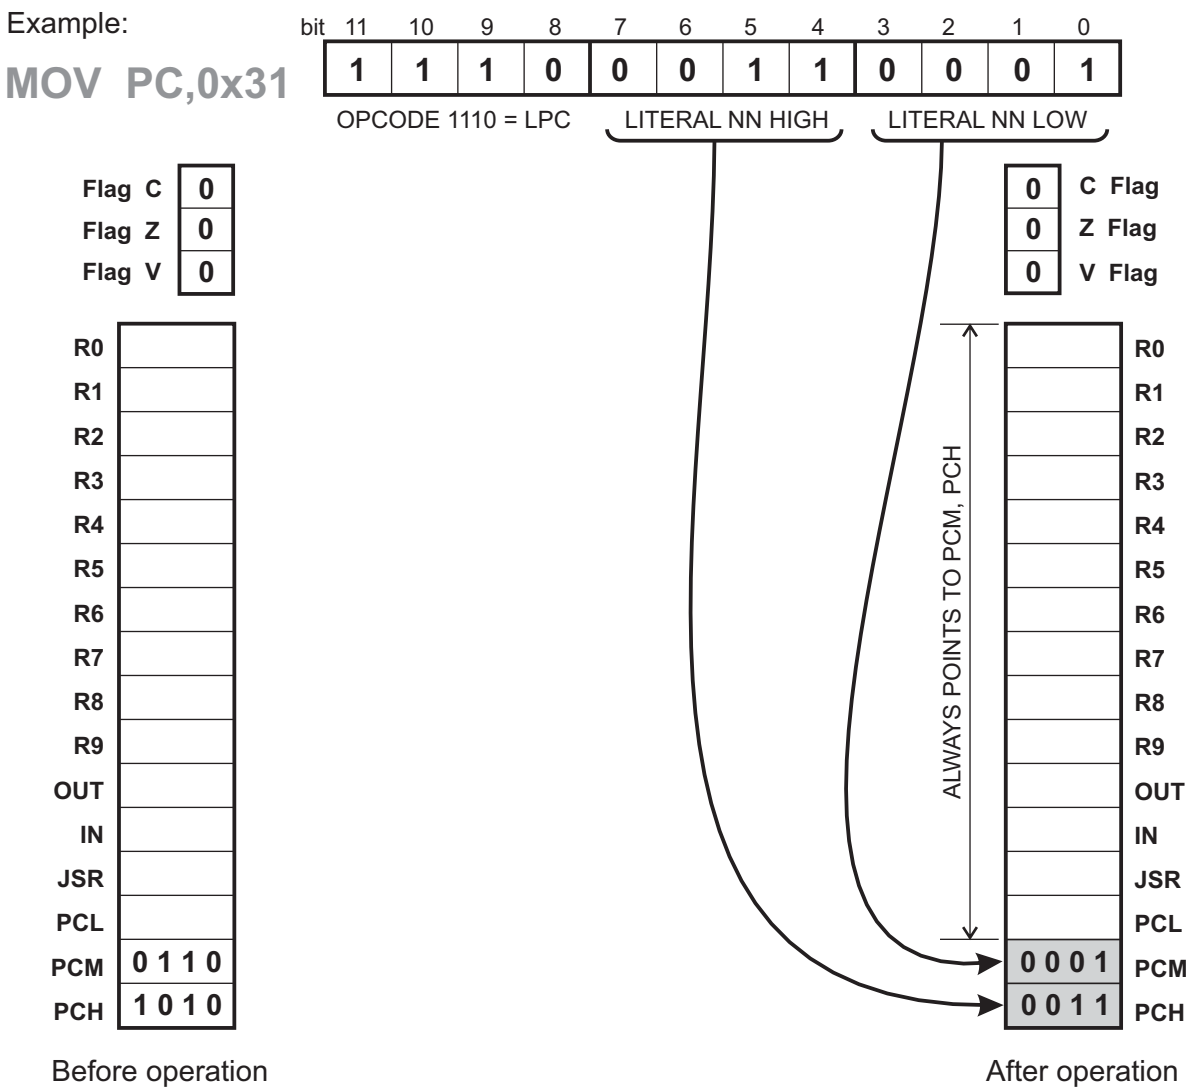 Example:
bit 11 10 9 8 7 6 5 4 3 2 1 0
MOV PC,0x31
1 1 1 0 0 0 1 1 0 0 0 1
OPCODE 1110 = LPC LITERAL NN HIGH LITERAL NN LOW
Flag C 0
Flag Z 0
Flag V 0
0 C Flag
0 Z Flag
0 V Flag
R0
R1
R2
R3
R4
R5
R6
R7
R8
R9
OUT
IN
JSR
PCL
PCM 0110
PCH 1010
Before operation
ALWAYS POINTS TO PCM, PCH
R0
R1
R2
R3
R4
R5
R6
R7
R8
R9
OUT
IN
JSR
PCL
0001 PCM
0011 PCH
After operation